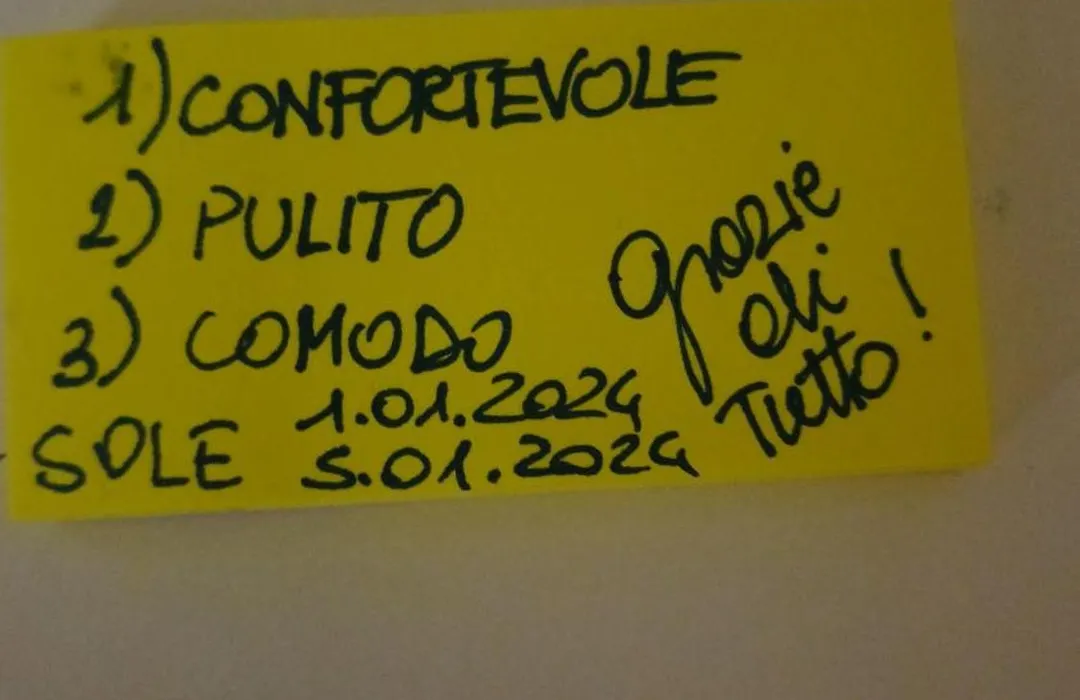 1) CONFORTEVOLE
2) PULITO
3) COMODO
SOLE 1.01.2024
5.01.2024
Grazie
di
Tutto!